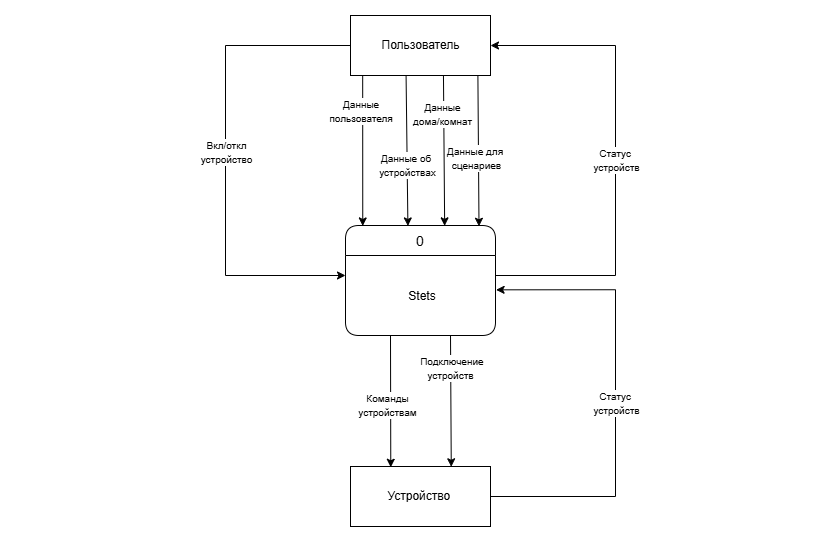 Пользователь
Данные
пользователя
Данные
дома/комнат
Вкл/откл
устройство
Данные об
устройствах
Данные для
сценариев
Статус
устройств
0
Stets
Подключение
устройств
Команды
устройствам
Статус
устройств
Устройство